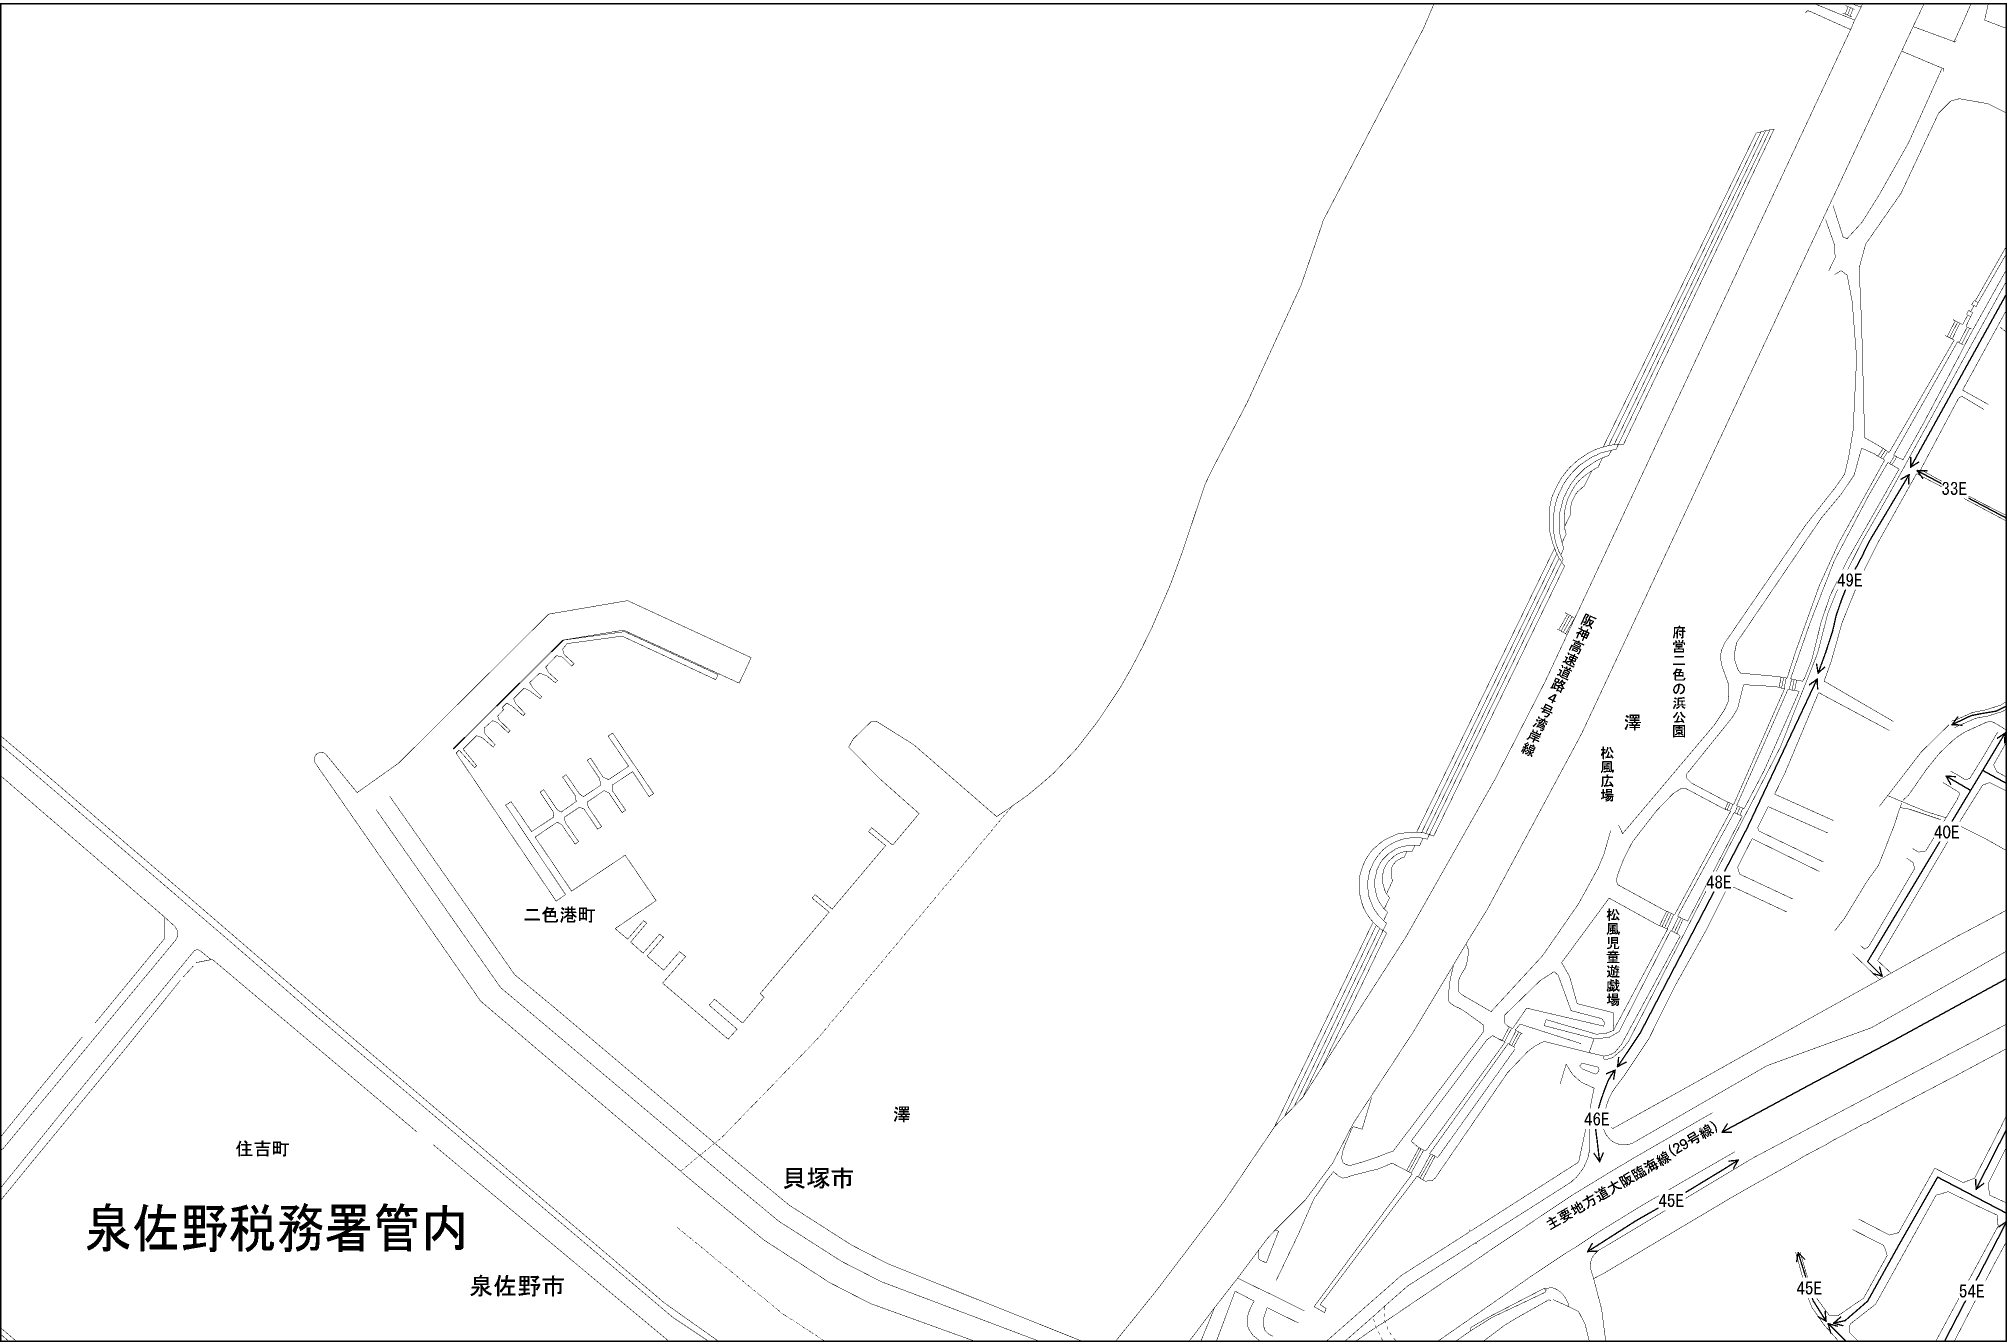 33E
49E
阪神高速道路4号湾岸線
府営二色の浜公園
澤
松風広場
40E
48E
二色港町
松風児童遊戯場
澤
46E
主要地方道大阪臨海線(29号線)
住吉町
貝塚市
45E
泉佐野税務署管内
泉佐野市
45E
54E